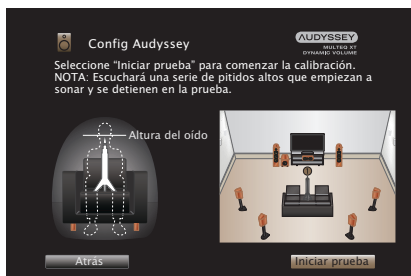 Config Audyssey
AUDYSSEY
MULTEQ XT
DYNAMIC VOLUME
Seleccione “Iniciar prueba” para comenzar la calibración.
NOTA: Escuchará una serie de pitidos altos que empiezan a
sonar y se detienen en la prueba.
Altura del oído
Atrás
Iniciar prueba